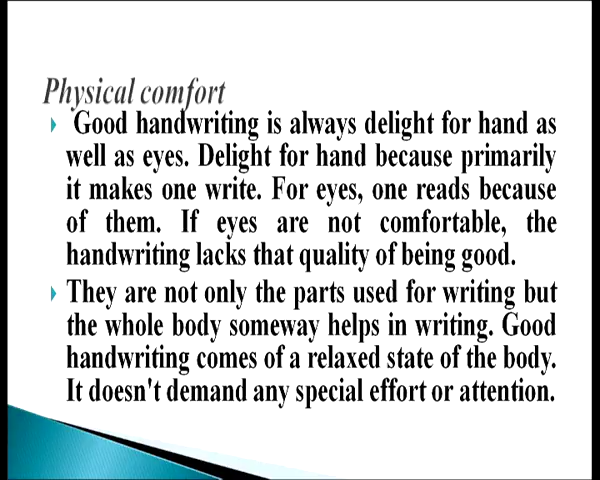 Physical comfort
Good handwriting is always delight for hand as
well as eyes. Delight for hand because primarily
it makes one write. For eyes, one reads because
of them. If eyes are not comfortable, the
handwriting lacks that quality of being good.
They are not only the parts used for writing but
the whole body someway helps in writing. Good
handwriting comes of a relaxed state of the body.
It doesn't demand any special effort or attention.